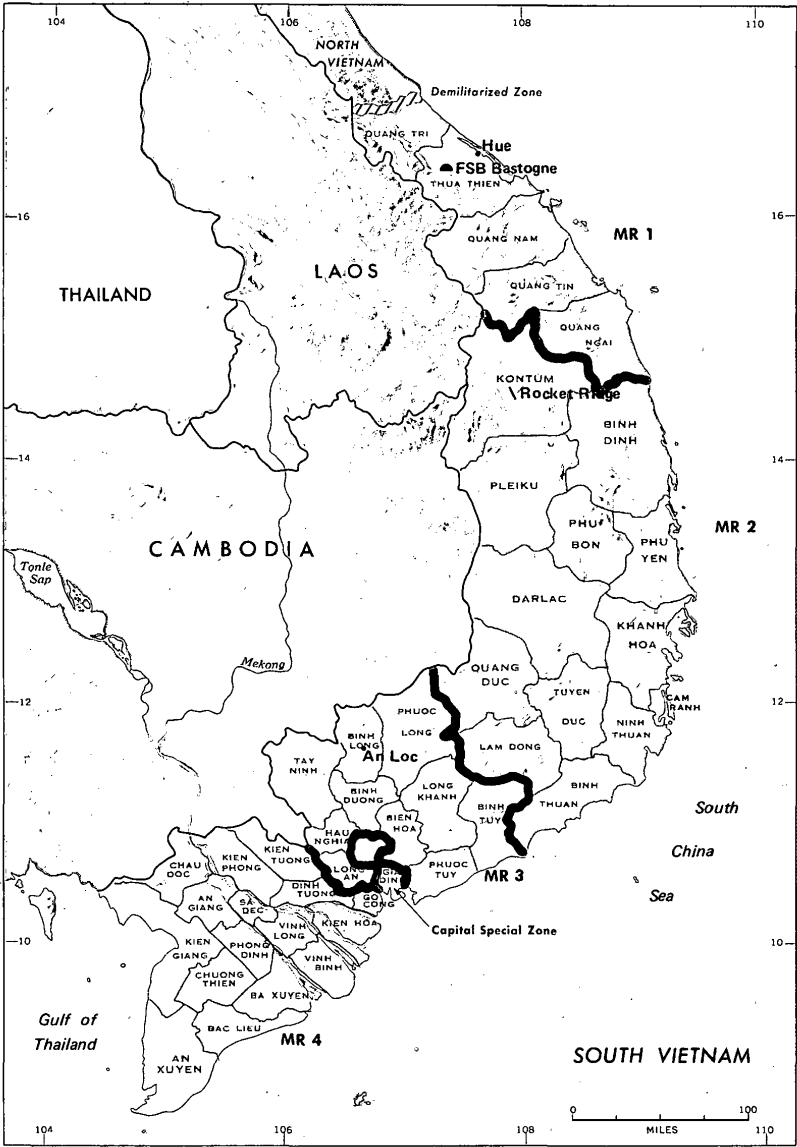 104
106
108
110
NORTH
VIETNAM
Demilitarized Zone
QUANG TRI
Hue
FSB Bastogne
THUA THIEN
16
16
MR 1
QUANG NAM
LAOS
THAILAND
QUANG TIN
QUANG
NGAI
KONTUM
Rocket Ridge
BINH
DINH
14
14
PLEIKU
PHU
BON
MR 2
PHU
YEN
CAMBODIA
Tonle
Sap
DARLAC
KHANH
HOA
Mekong
QUANG
DUC
TUYEN
DUC
CAM
RANH
12
12
PHUOC
LONG
NINH
THUAN
BINH
LONG
An Loc
LAM DONG
TAY
NINH
LONG
KHANH
BINH
DUONG
BINH
TUY
BINH
THUAN
BIEN
HOA
South
China
Sea
HAU
NGHIA
KIEN
TUONG
KIEN
PHONG
CHAU
DOC
LONG
AN
GIA
DINH
PHUOC
TUY
MR 3
DINH
TUONG
GO
CONG
AN
GIANG
SA
DEC
KIEN HOA
VINH
LONG
Capital Special Zone
10
10
KIEN
GIANG
PHONG
DINH
VINH
BINH
CHUONG
THIEN
BA XUYEN
Gulf of
Thailand
BAC LIEU
MR 4
AN
XUYEN
SOUTH VIETNAM
0
100
MILES
104
106
108
110